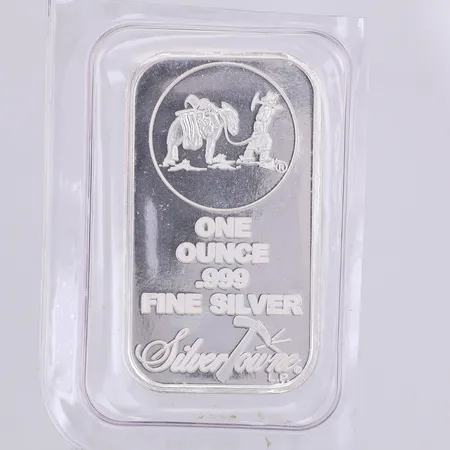 ®
ONE
OUNCE
.999
FINE SILVER
SilverTowne
L.P.